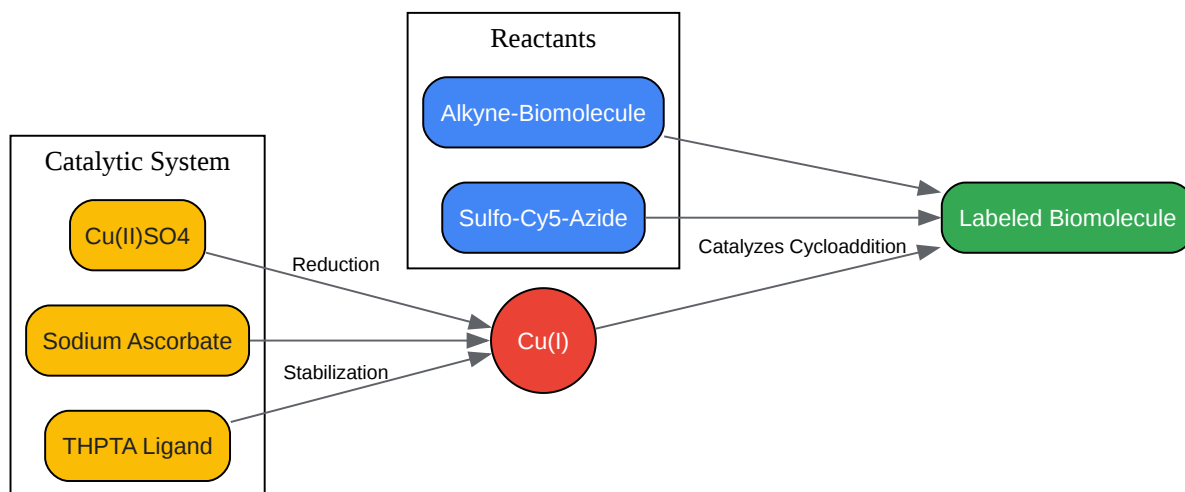 Reactants
Alkyne-Biomolecule
Sulfo-Cy5-Azide
Catalytic System
Cu(II)SO4
Sodium Ascorbate
THPTA Ligand
Reduction
Stabilization
Cu(I)
Catalyzes Cycloaddition
Labeled Biomolecule